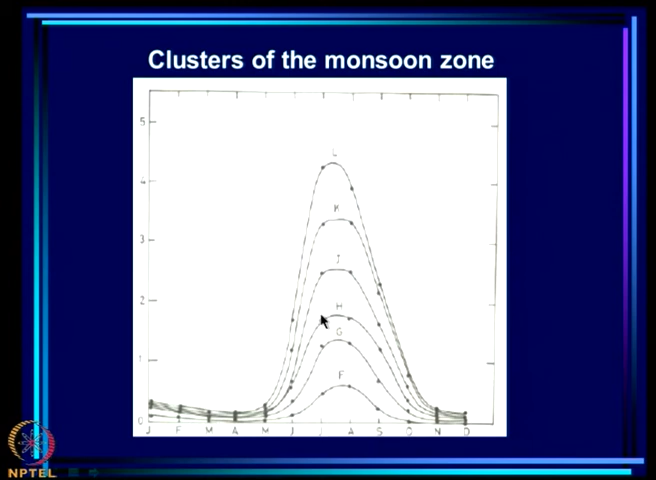 Clusters of the monsoon zone
5
L
4
K
3
J
2
H
G
1
F
0
J F M A M J J A S O N D
NPTEL